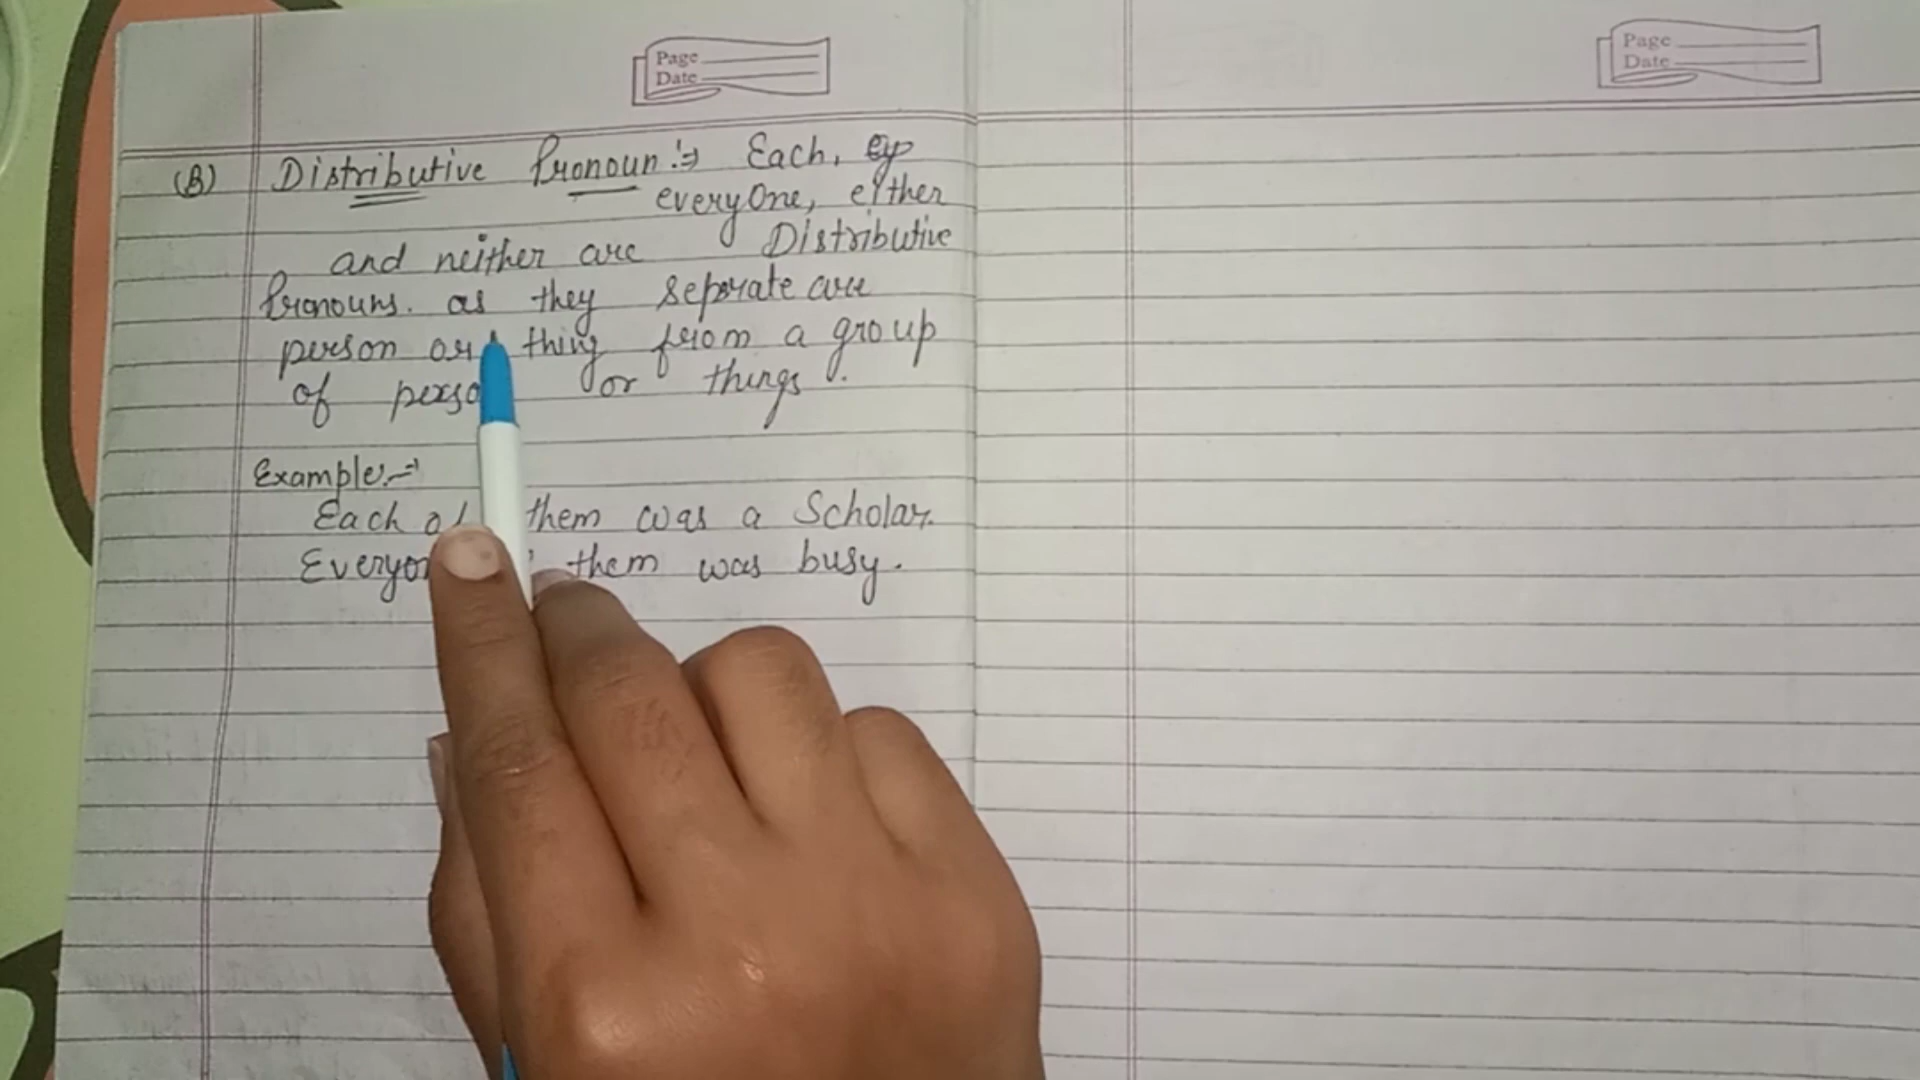 Page
Date
Page
Date
(B) Distributive Pronoun :⇒ Each,
everyOne, either
and neither are Distributive
Pronouns. as they seperate are
person or thing from a group
of or things.
Example:⇒
Each them was a Scholar.
them was busy.